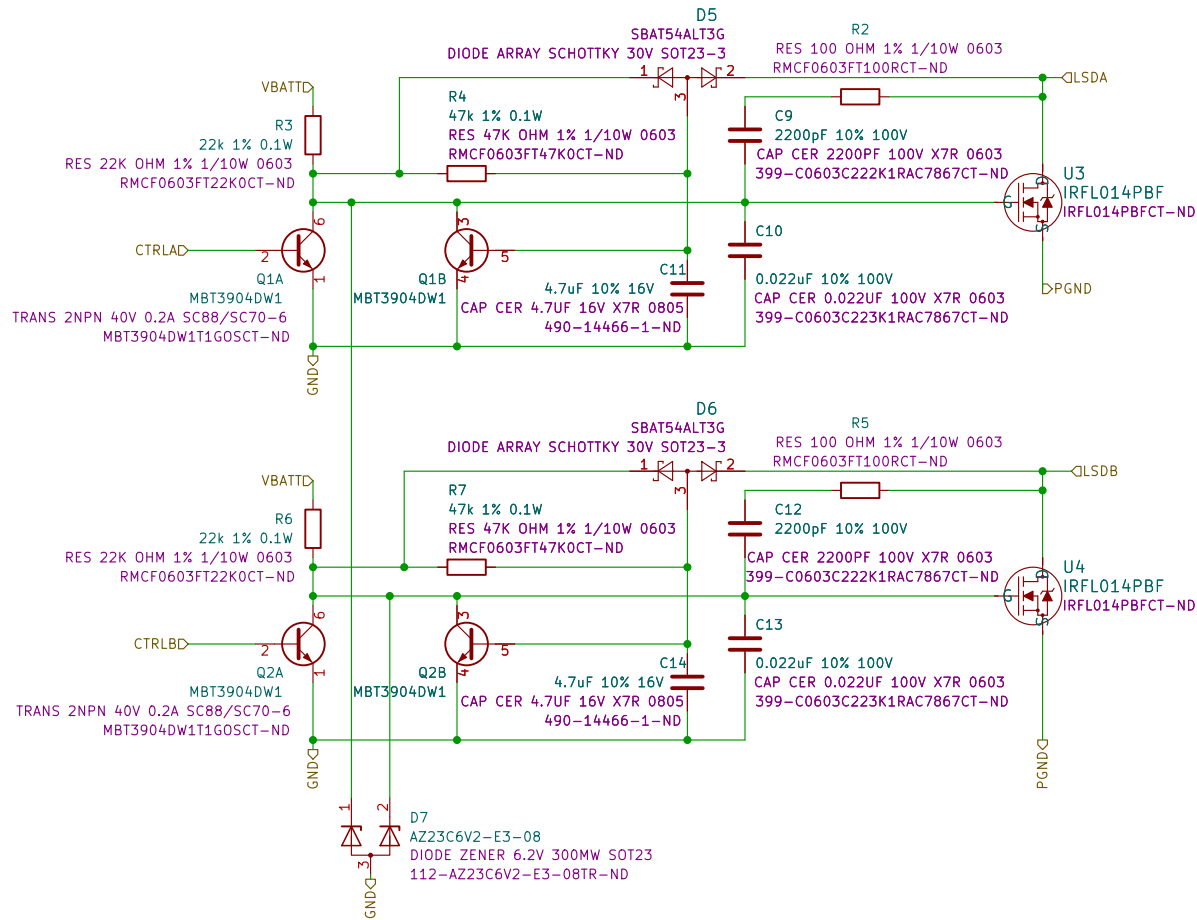 D5
SBAT54ALT3G
DIODE ARRAY SCHOTTKY 30V SOT23-3
1
2
3
R2
RES 100 OHM 1% 1/10W 0603
RMCF0603FT100RCT-ND
LSDA
VBATT
R3
22k 1% 0.1W
RES 22K OHM 1% 1/10W 0603
RMCF0603FT22K0CT-ND
R4
47k 1% 0.1W
RES 47K OHM 1% 1/10W 0603
RMCF0603FT47K0CT-ND
C9
2200pF 10% 100V
CAP CER 2200PF 100V X7R 0603
399-C0603C222K1RAC7867CT-ND
U3
IRFL014PBF
IRFL014PBFCT-ND
D
G
S
CTRLA
2
6
1
Q1A
MBT3904DW1
TRANS 2NPN 40V 0.2A SC88/SC70-6
MBT3904DW1T1GOSCT-ND
3
5
4
Q1B
MBT3904DW1
C11
4.7uF 10% 16V
CAP CER 4.7UF 16V X7R 0805
490-14466-1-ND
C10
0.022uF 10% 100V
CAP CER 0.022UF 100V X7R 0603
399-C0603C223K1RAC7867CT-ND
PGND
GND
D6
SBAT54ALT3G
DIODE ARRAY SCHOTTKY 30V SOT23-3
1
2
3
R5
RES 100 OHM 1% 1/10W 0603
RMCF0603FT100RCT-ND
LSDB
VBATT
R6
22k 1% 0.1W
RES 22K OHM 1% 1/10W 0603
RMCF0603FT22K0CT-ND
R7
47k 1% 0.1W
RES 47K OHM 1% 1/10W 0603
RMCF0603FT47K0CT-ND
C12
2200pF 10% 100V
CAP CER 2200PF 100V X7R 0603
399-C0603C222K1RAC7867CT-ND
U4
IRFL014PBF
IRFL014PBFCT-ND
D
G
S
CTRLB
2
6
1
Q2A
MBT3904DW1
TRANS 2NPN 40V 0.2A SC88/SC70-6
MBT3904DW1T1GOSCT-ND
3
5
4
Q2B
MBT3904DW1
C14
4.7uF 10% 16V
CAP CER 4.7UF 16V X7R 0805
490-14466-1-ND
C13
0.022uF 10% 100V
CAP CER 0.022UF 100V X7R 0603
399-C0603C223K1RAC7867CT-ND
GND
PGND
1
2
3
D7
AZ23C6V2-E3-08
DIODE ZENER 6.2V 300MW SOT23
112-AZ23C6V2-E3-08TR-ND
GND